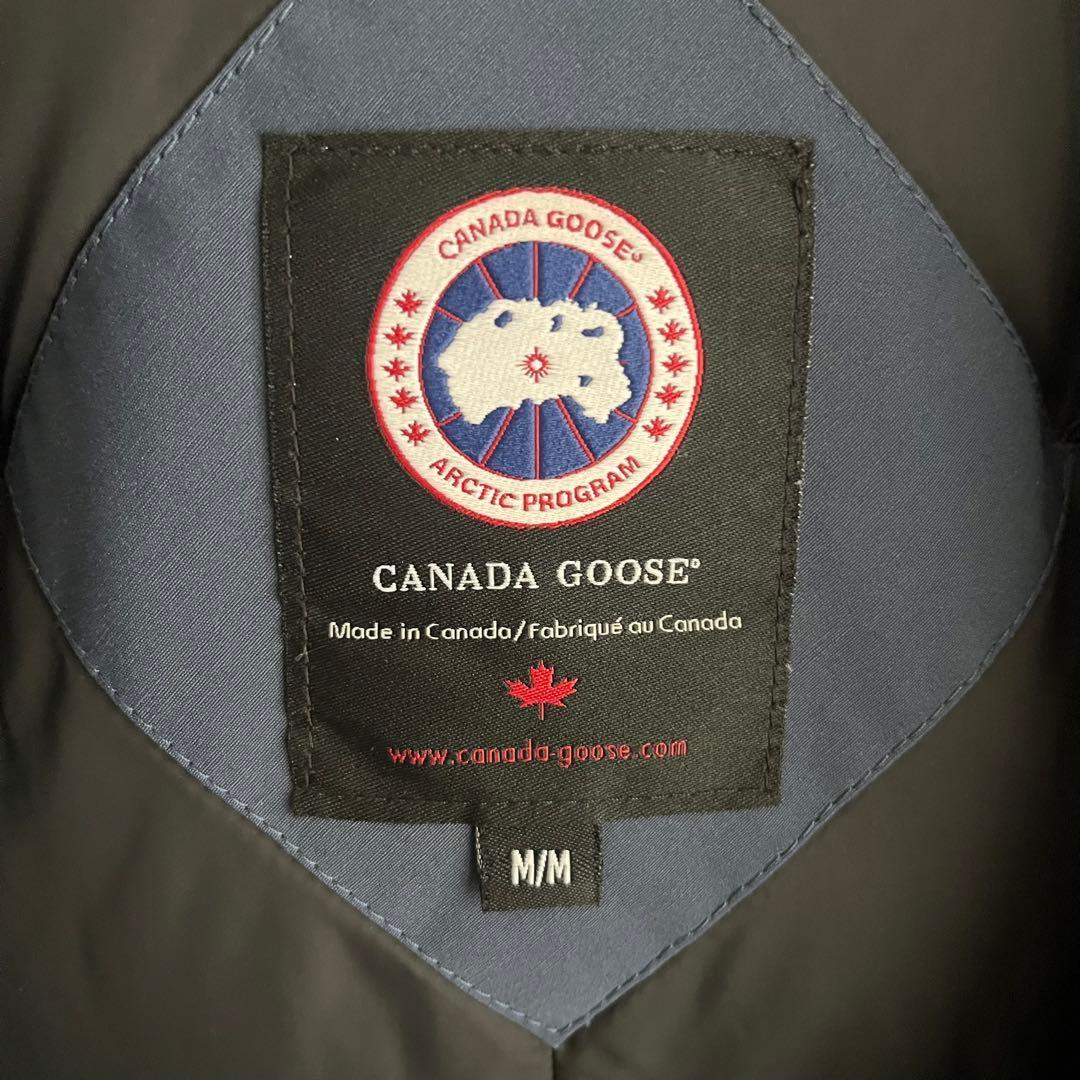 CANADA GOOSE®
ARCTIC PROGRAM
CANADA GOOSE®
Made in Canada/Fabriqué au Canada
www.canada-goose.com
M/M